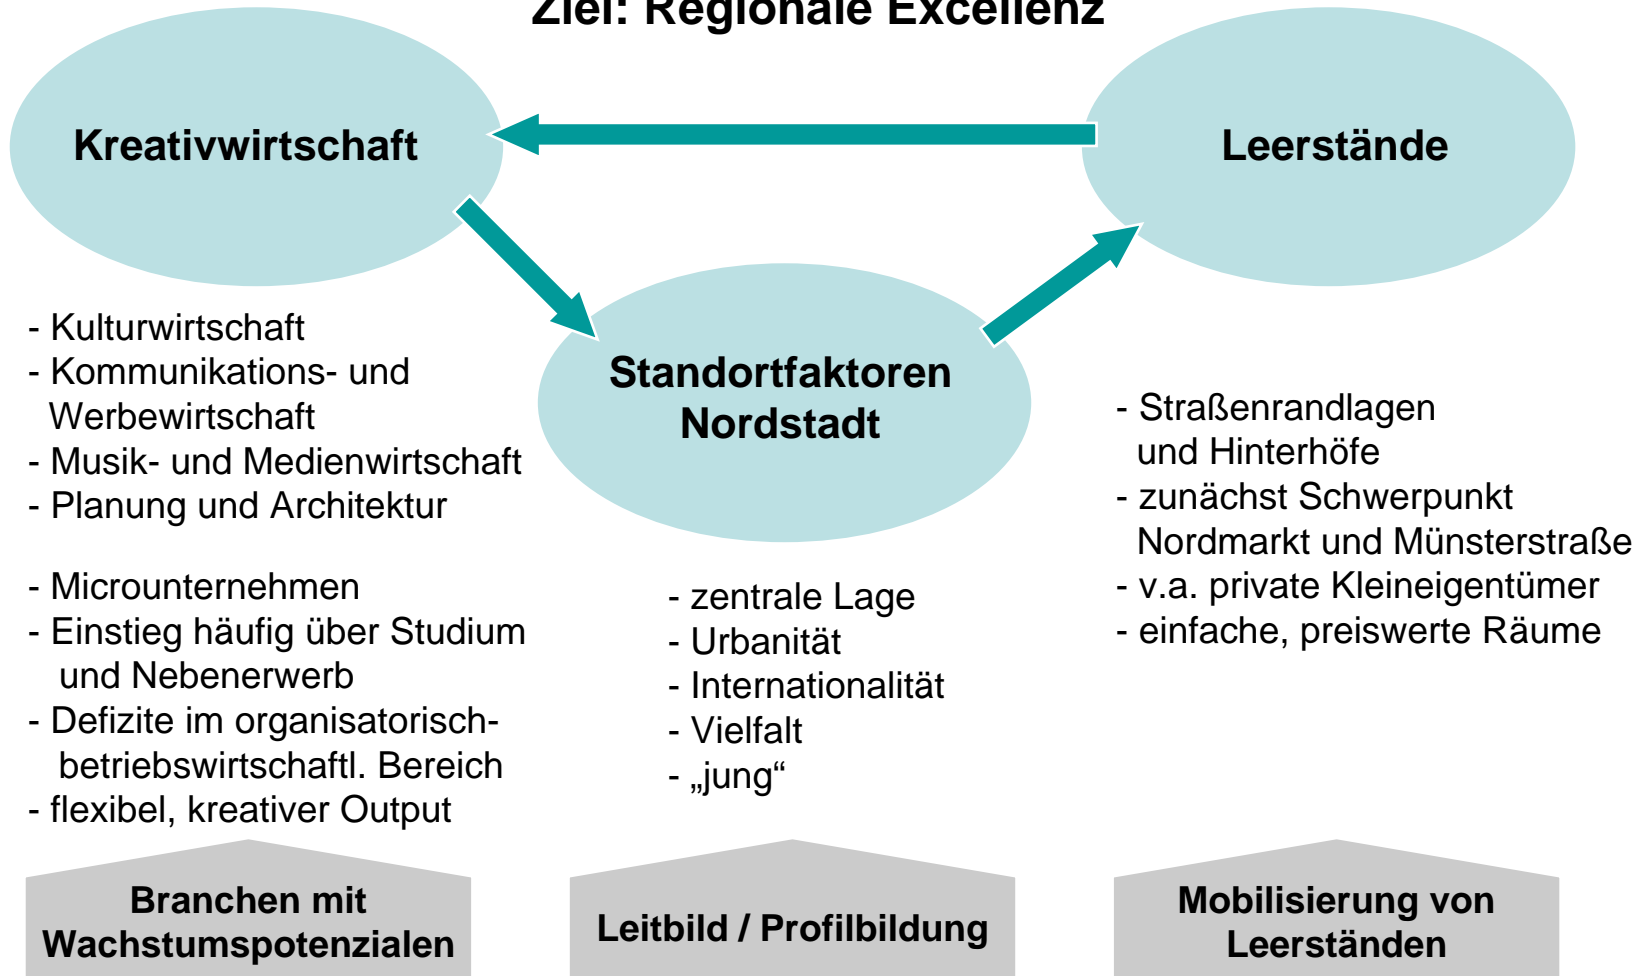 Ziel: Regionale Excellenz
Kreativwirtschaft
Leerstände
Standortfaktoren
Nordstadt
- Kulturwirtschaft
- Kommunikations- und
Werbewirtschaft
- Musik- und Medienwirtschaft
- Planung und Architektur
- Microunternehmen
- Einstieg häufig über Studium
und Nebenerwerb
- Defizite im organisatorisch-
betriebswirtschaftl. Bereich
- flexibel, kreativer Output
- zentrale Lage
- Urbanität
- Internationalität
- Vielfalt
- „jung“
- Straßenrandlagen
und Hinterhöfe
- zunächst Schwerpunkt
Nordmarkt und Münsterstraße
- v.a. private Kleineigentümer
- einfache, preiswerte Räume
Branchen mit
Wachstumspotenzialen
Leitbild / Profilbildung
Mobilisierung von
Leerständen